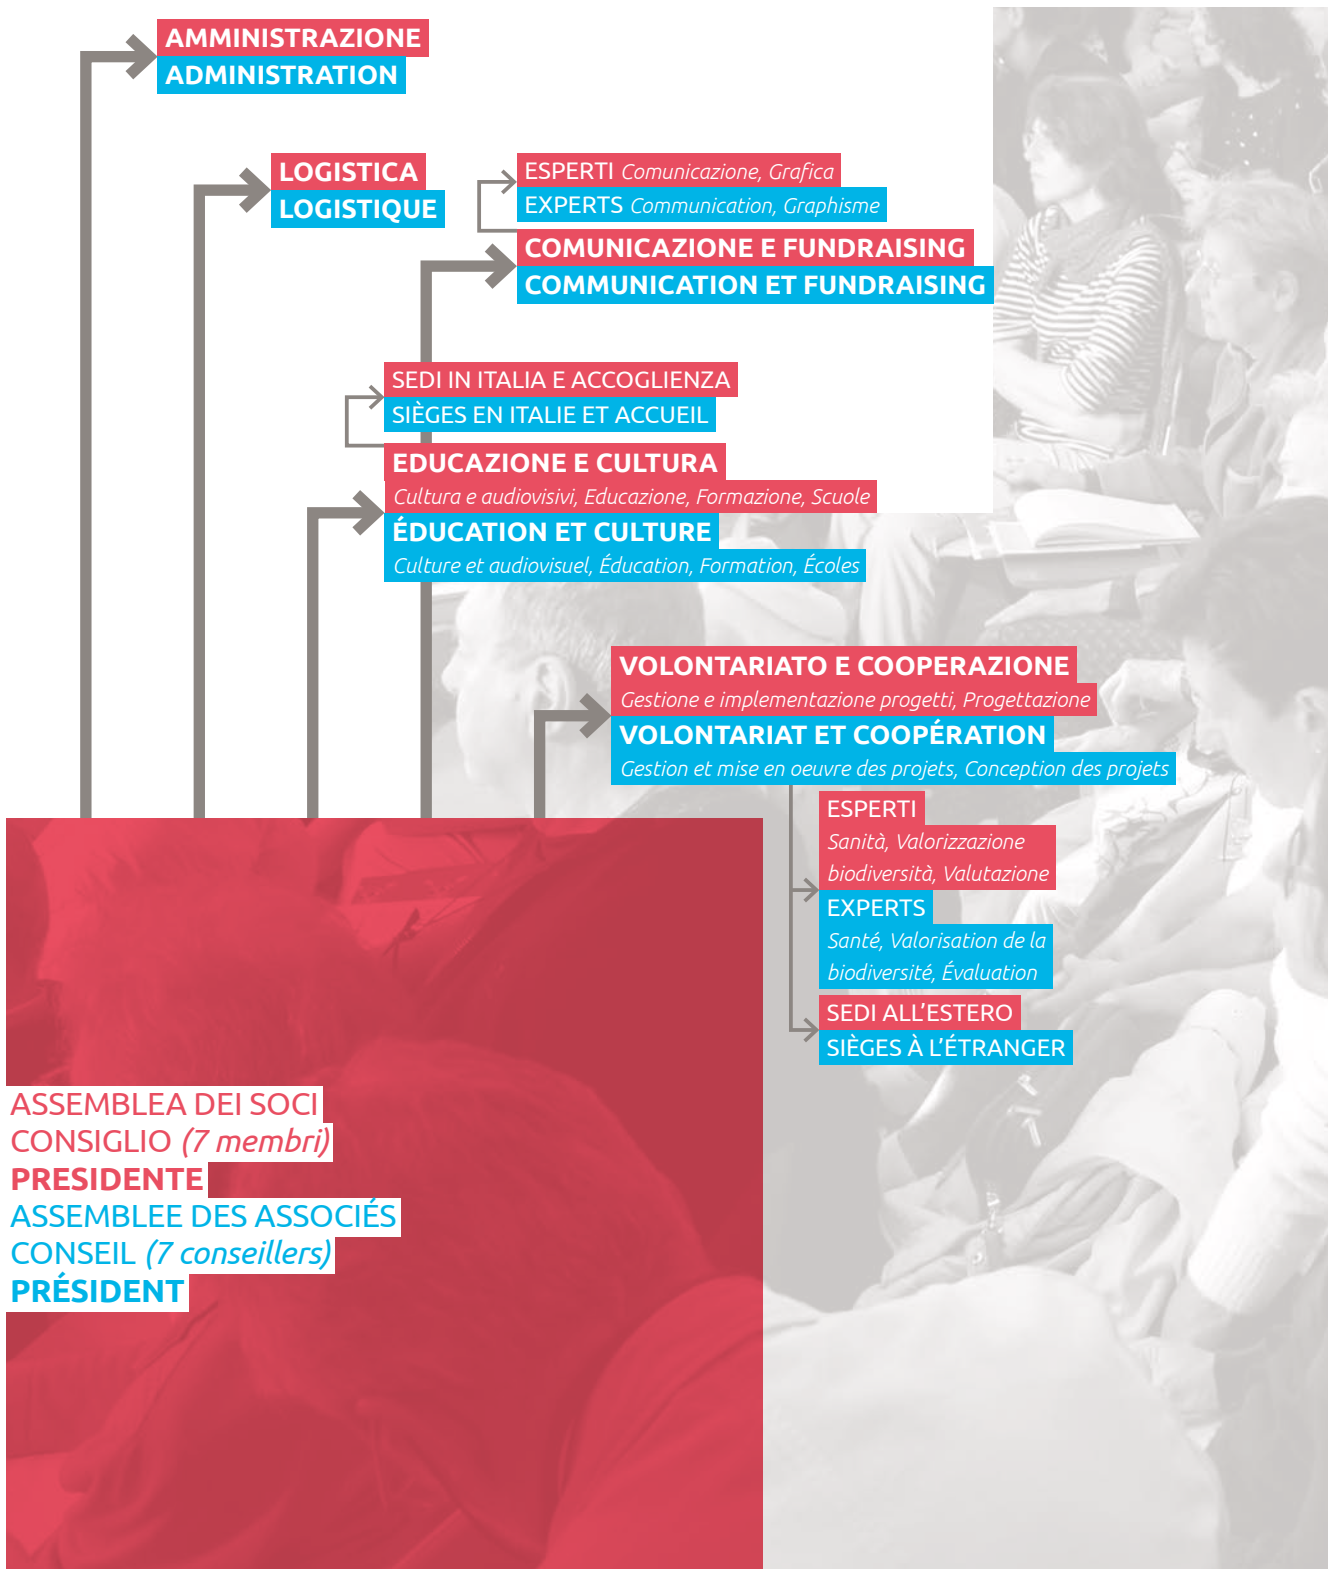 AMMINISTRAZIONE
ADMINISTRATION
LOGISTICA
LOGISTIQUE
ESPERTI Comunicazione, Grafica
EXPERTS Communication, Graphisme
COMUNICAZIONE E FUNDRAISING
COMMUNICATION ET FUNDRAISING
SEDI IN ITALIA E ACCOGLIENZA
SIÈGES EN ITALIE ET ACCUEIL
EDUCAZIONE E CULTURA
Cultura e audiovisivi, Educazione, Formazione, Scuole
ÉDUCATION ET CULTURE
Culture et audiovisuel, Éducation, Formation, Écoles
VOLONTARIATO E COOPERAZIONE
Gestione e implementazione progetti, Progettazione
VOLONTARIAT ET COOPÉRATION
Gestion et mise en oeuvre des projets, Conception des projets
ESPERTI
Sanità, Valorizzazione
biodiversità, Valutazione
EXPERTS
Santé, Valorisation de la
biodiversité, Évaluation
SEDI ALL'ESTERO
SIÈGES À L'ÉTRANGER
ASSEMBLEA DEI SOCI
CONSIGLIO (7 membri)
PRESIDENTE
ASSEMBLEE DES ASSOCIÉS
CONSEIL (7 conseillers)
PRÉSIDENT